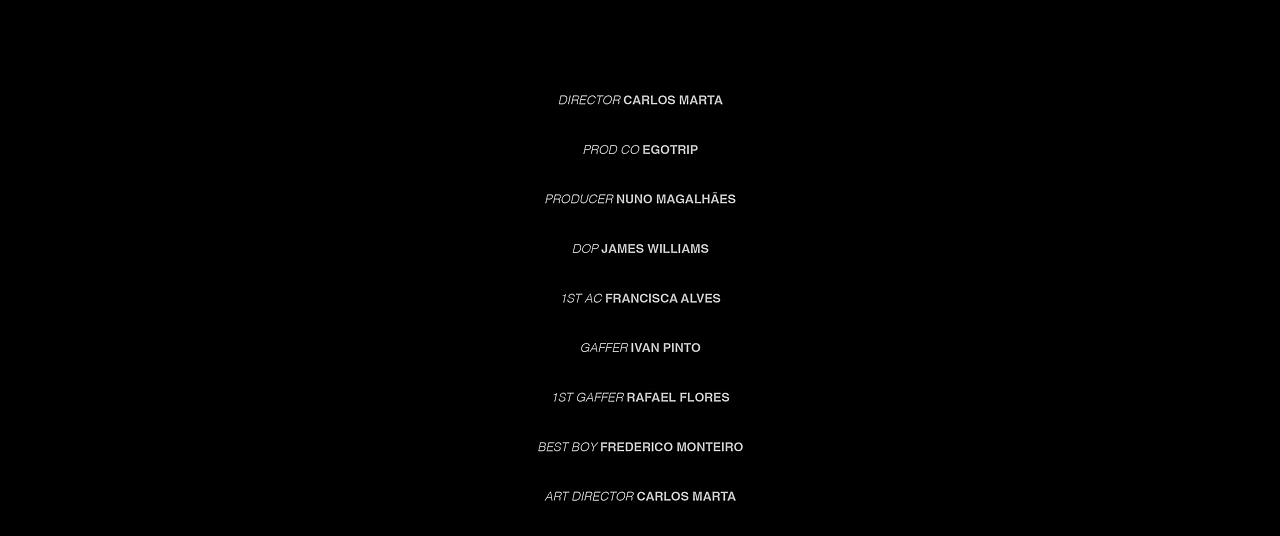 DIRECTOR CARLOS MARTA
PROD CO EGOTRIP
PRODUCER NUNO MAGALHÃES
DOP JAMES WILLIAMS
1ST AC FRANCISCA ALVES
GAFFER IVAN PINTO
1ST GAFFER RAFAEL FLORES
BEST BOY FREDERICO MONTEIRO
ART DIRECTOR CARLOS MARTA